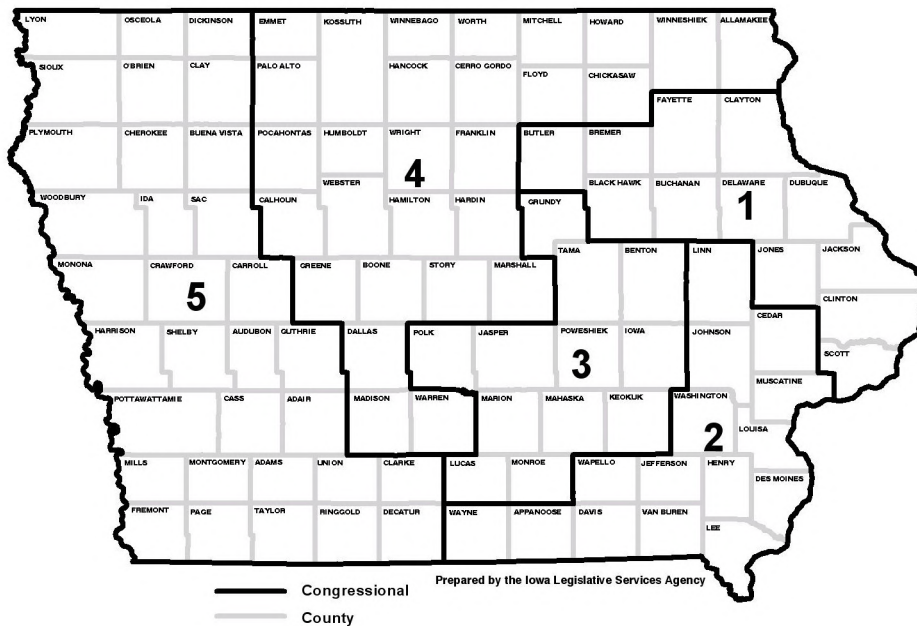 LYON OSCEOLA DICKINSON EMMET KOSSUTH WINNEBAGO WORTH MITCHELL HOWARD WINNESHIEK ALLAMAKEE
SIOUX O'BRIEN CLAY PALO ALTO HANCOCK CERRO GORDO FLOYD CHICKASAW
FAYETTE CLAYTON
PLYMOUTH CHEROKEE BUENA VISTA POCAHONTAS HUMBOLDT WRIGHT FRANKLIN BUTLER BREMER
4
WEBSTER BLACK HAWK BUCHANAN DELAWARE DUBUQUE
1
WOODBURY IDA SAC CALHOUN HAMILTON HARDIN GRUNDY
TAMA BENTON LINN JONES JACKSON
MONONA CRAWFORD CARROLL GREENE BOONE STORY MARSHALL
5
CLINTON
CEDAR
HARRISON SHELBY AUDUBON GUTHRIE DALLAS POLK JASPER POWESHIEK IOWA JOHNSON
SCOTT
3
MUSCATINE
POTTAWATTAMIE CASS ADAIR MADISON WARREN MARION MAHASKA KEOKUK WASHINGTON
LOUISA
2
MILLS MONTGOMERY ADAMS UNION CLARKE LUCAS MONROE WAPELLO JEFFERSON HENRY
DES MOINES
FREMONT PAGE TAYLOR RINGGOLD DECATUR WAYNE APPANOOSE DAVIS VAN BUREN
LEE
Prepared by the Iowa Legislative Services Agency
Congressional
County